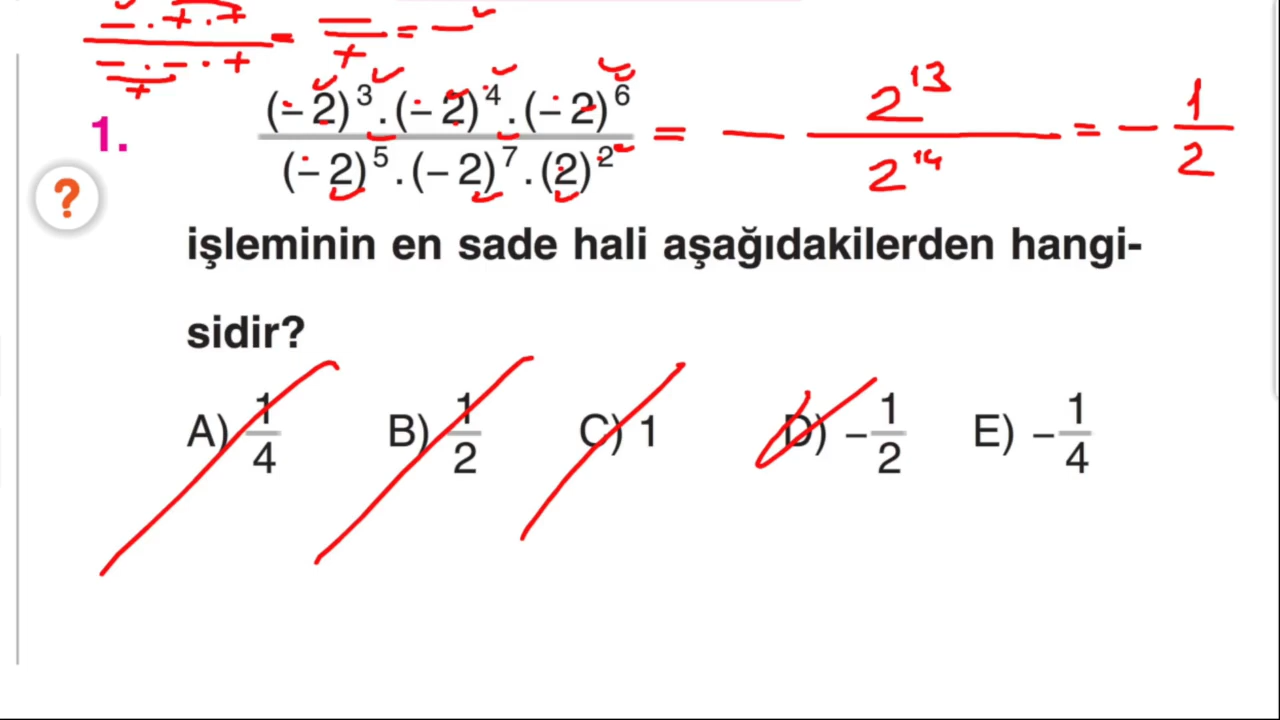 − . + . + / − . − . + = − / + = −
+
1. (−2)³ . (−2)⁴ . (−2)⁶ / (−2)⁵ . (−2)⁷ . (2)² = − 2¹³ / 2¹⁴ = − 1/2
?
işleminin en sade hali aşağıdakilerden hangi-
sidir?
A) 1/4 B) 1/2 C) 1 D) −1/2 E) −1/4